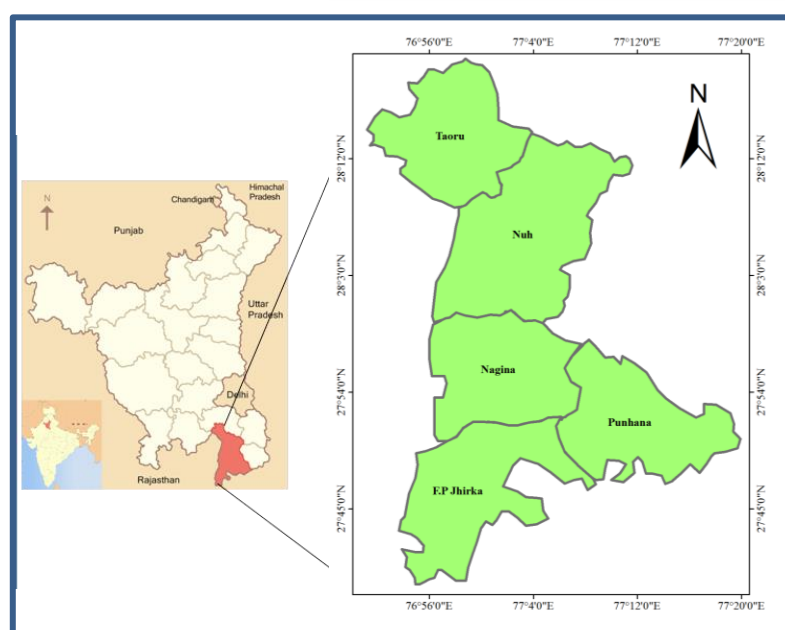 76°56'0"E 77°4'0"E 77°12'0"E 77°20'0"E
N
Taoru
28°12'0"N
28°12'0"N
Himachal
Pradesh
Chandigarh
N
Punjab
Nuh
28°3'0"N
28°3'0"N
Uttar
Pradesh
Nagina
Delhi
27°54'0"N
27°54'0"N
Punhana
Rajasthan
F.P Jhirka
27°45'0"N
27°45'0"N
76°56'0"E 77°4'0"E 77°12'0"E 77°20'0"E